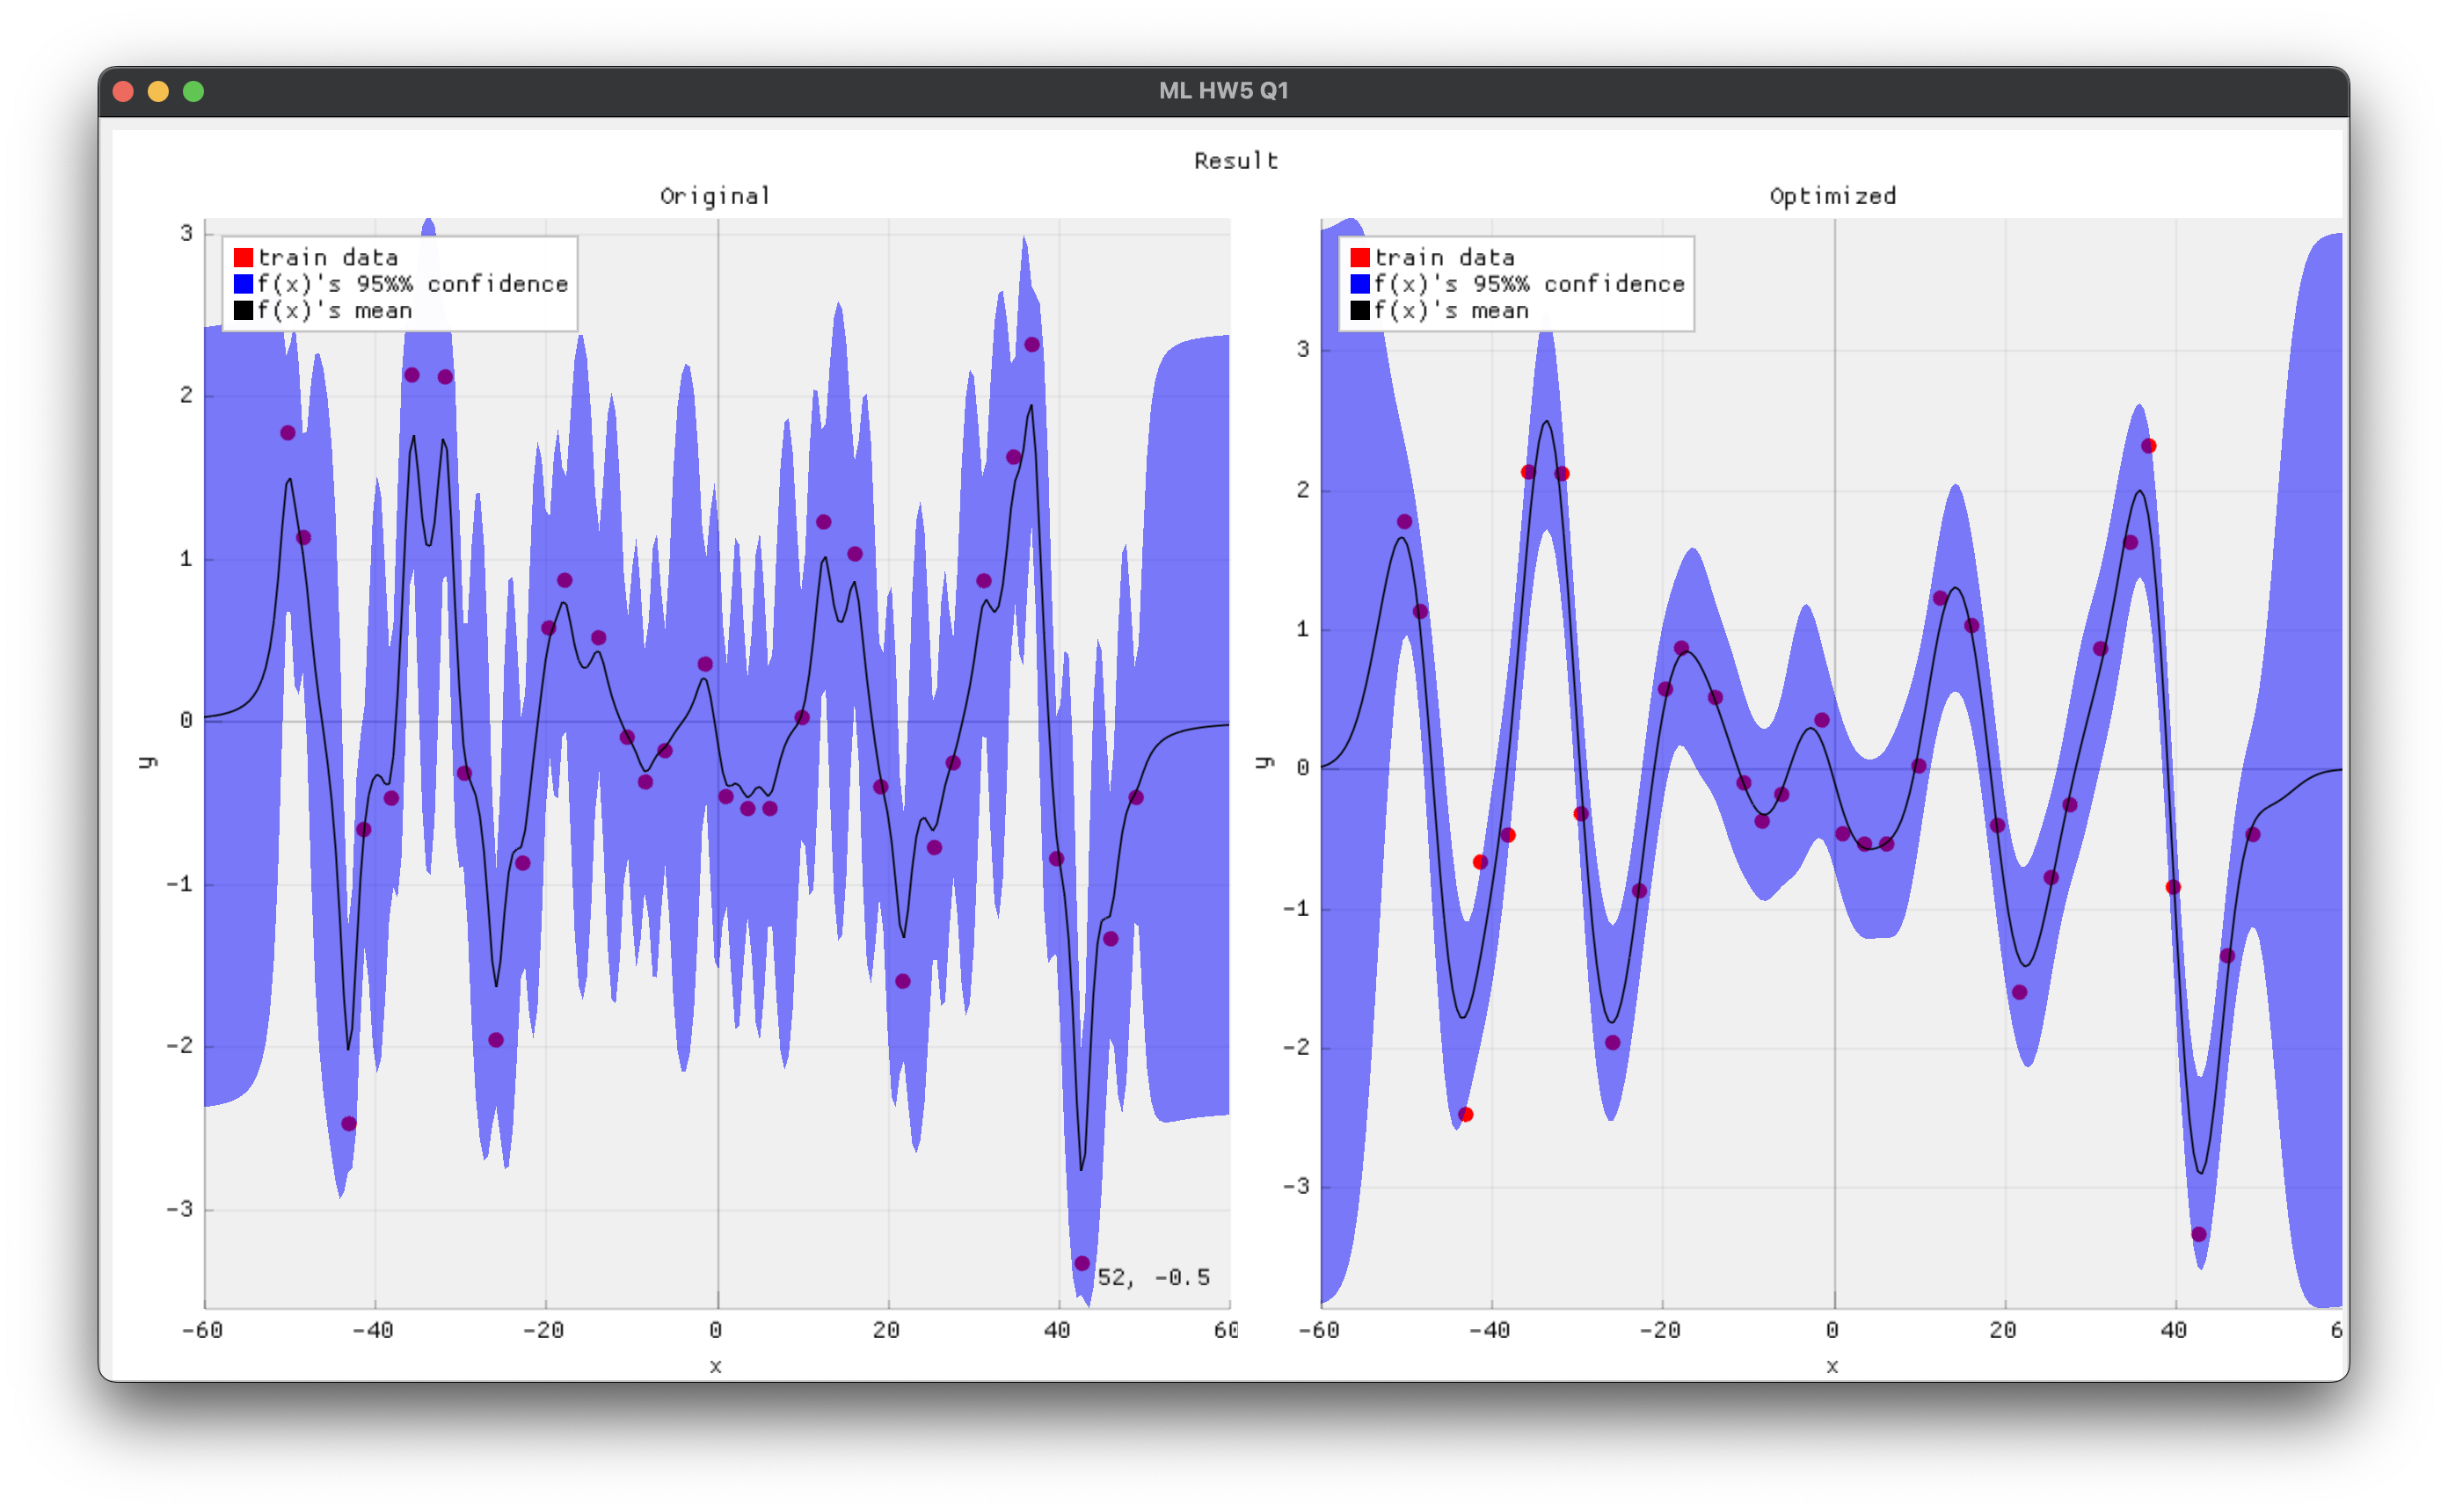 ML HW5 Q1
Result
Original
3
2
1
0
-1
-2
-3
train data
f(x)'s 95%% confidence
f(x)'s mean
y
52, -0.5
-60 -40 -20 0 20 40 60
x
Optimized
3
2
1
0
-1
-2
-3
train data
f(x)'s 95%% confidence
f(x)'s mean
y
-60 -40 -20 0 20 40 6
x